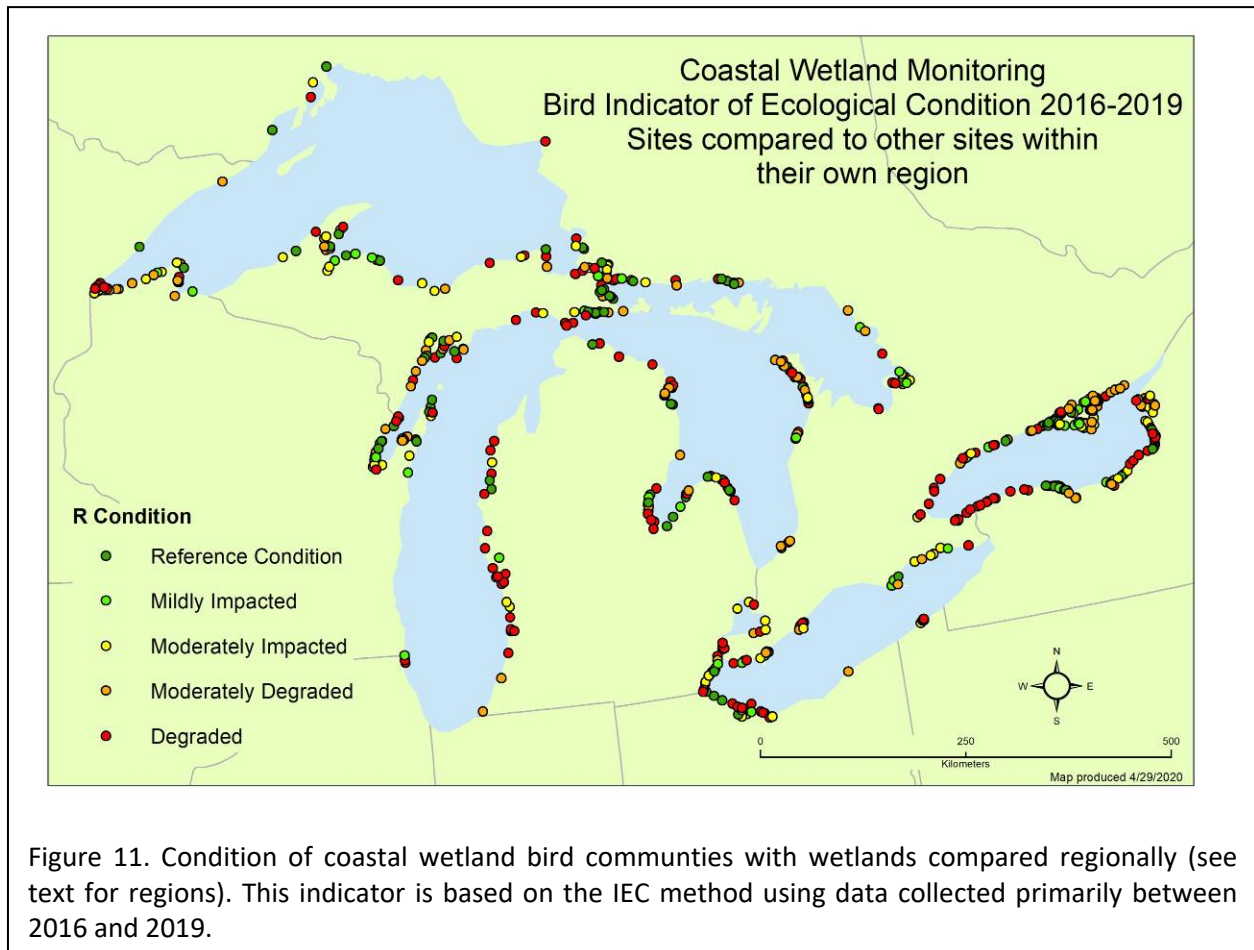 Coastal Wetland Monitoring
Bird Indicator of Ecological Condition 2016-2019
Sites compared to other sites within
their own region
R Condition
Reference Condition
Mildly Impacted
Moderately Impacted
Moderately Degraded
Degraded
N
W E
S
0 250 500
Kilometers
Map produced 4/29/2020
Figure 11. Condition of coastal wetland bird communties with wetlands compared regionally (see
text for regions). This indicator is based on the IEC method using data collected primarily between
2016 and 2019.